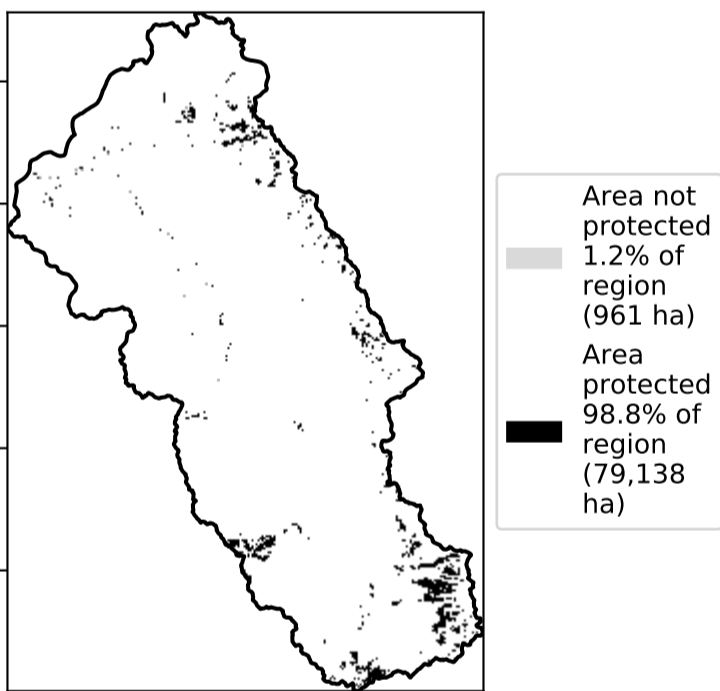 Area not
protected
1.2% of
region
(961 ha)
Area
protected
98.8% of
region
(79,138
ha)